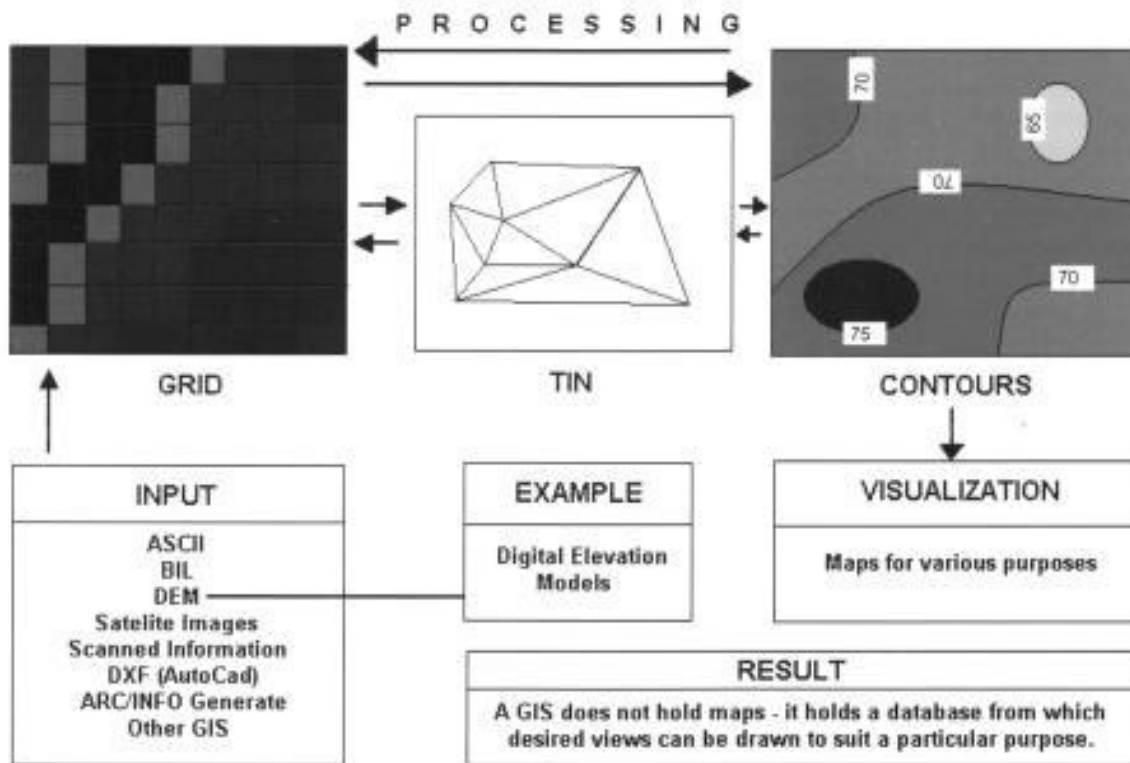 PROCESSING
70
65
70
70
75
GRID
TIN
CONTOURS
INPUT
ASCII
BIL
DEM
Satelite Images
Scanned Information
DXF (AutoCad)
ARC/INFO Generate
Other GIS
EXAMPLE
Digital Elevation
Models
VISUALIZATION
Maps for various purposes
RESULT
A GIS does not hold maps - it holds a database from which
desired views can be drawn to suit a particular purpose.